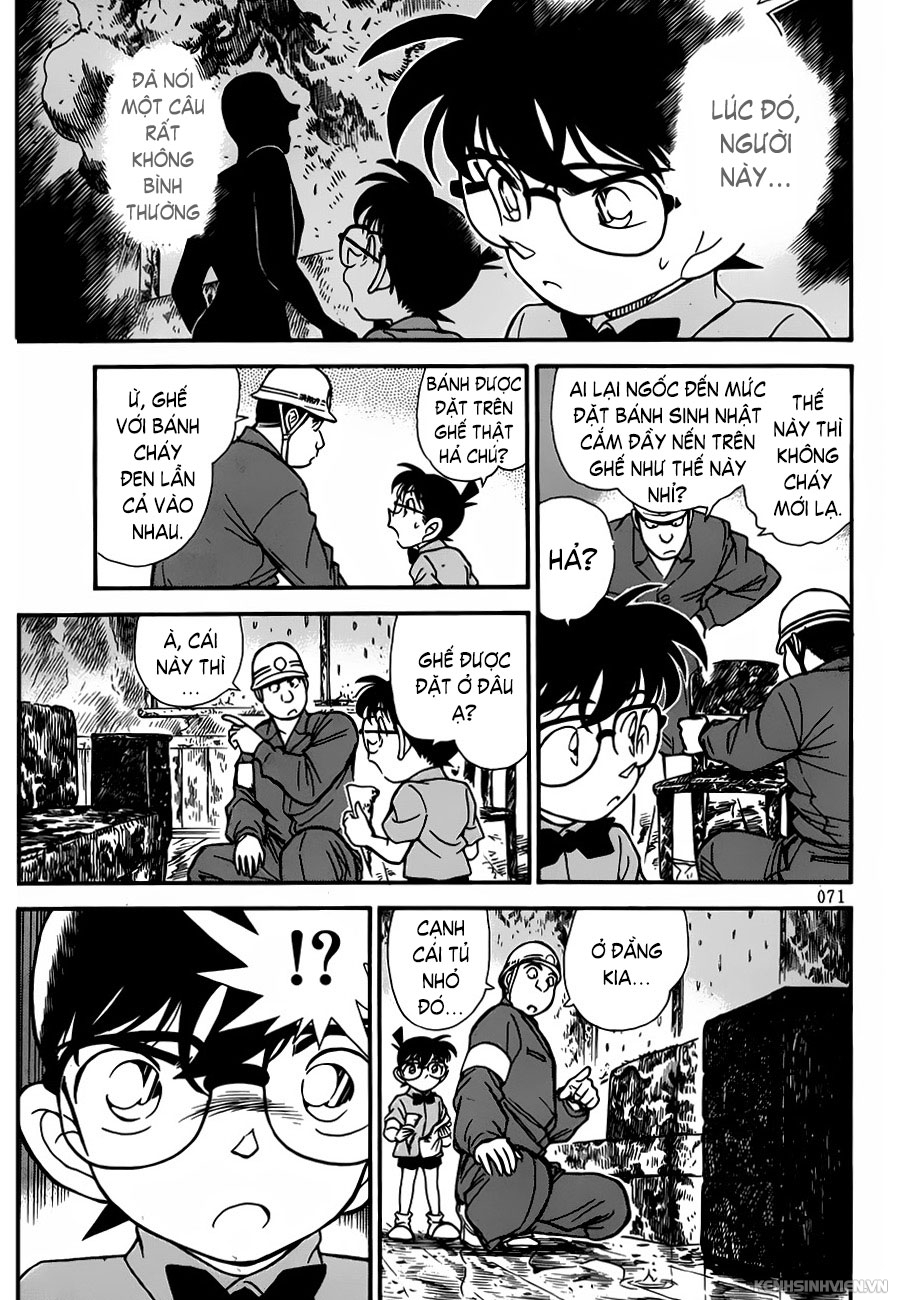 LÚC ĐÓ,
NGƯỜI
NÀY...
ĐÃ NÓI
MỘT CÂU
RẤT
KHÔNG
BÌNH
THƯỜNG
THẾ
NÀY THÌ
KHÔNG
CHÁY
MỚI LẠ.
AI LẠI NGỐC ĐẾN MỨC
ĐẶT BÁNH SINH NHẬT
CẮM ĐẦY NẾN TRÊN
GHẾ NHƯ THẾ NÀY
NHỈ?
HẢ?
BÁNH ĐƯỢC
ĐẶT TRÊN
GHẾ THẬT
HẢ CHÚ?
Ừ, GHẾ
VỚI BÁNH
CHÁY
ĐEN LẪN
CẢ VÀO
NHAU.
GHẾ ĐƯỢC
ĐẶT Ở ĐÂU
Ạ?
À, CÁI
NÀY THÌ
...
071
Ở ĐẰNG
KIA...
CẠNH
CÁI TỦ
NHỎ
ĐÓ...
!?
KENHSINHVIEN.VN